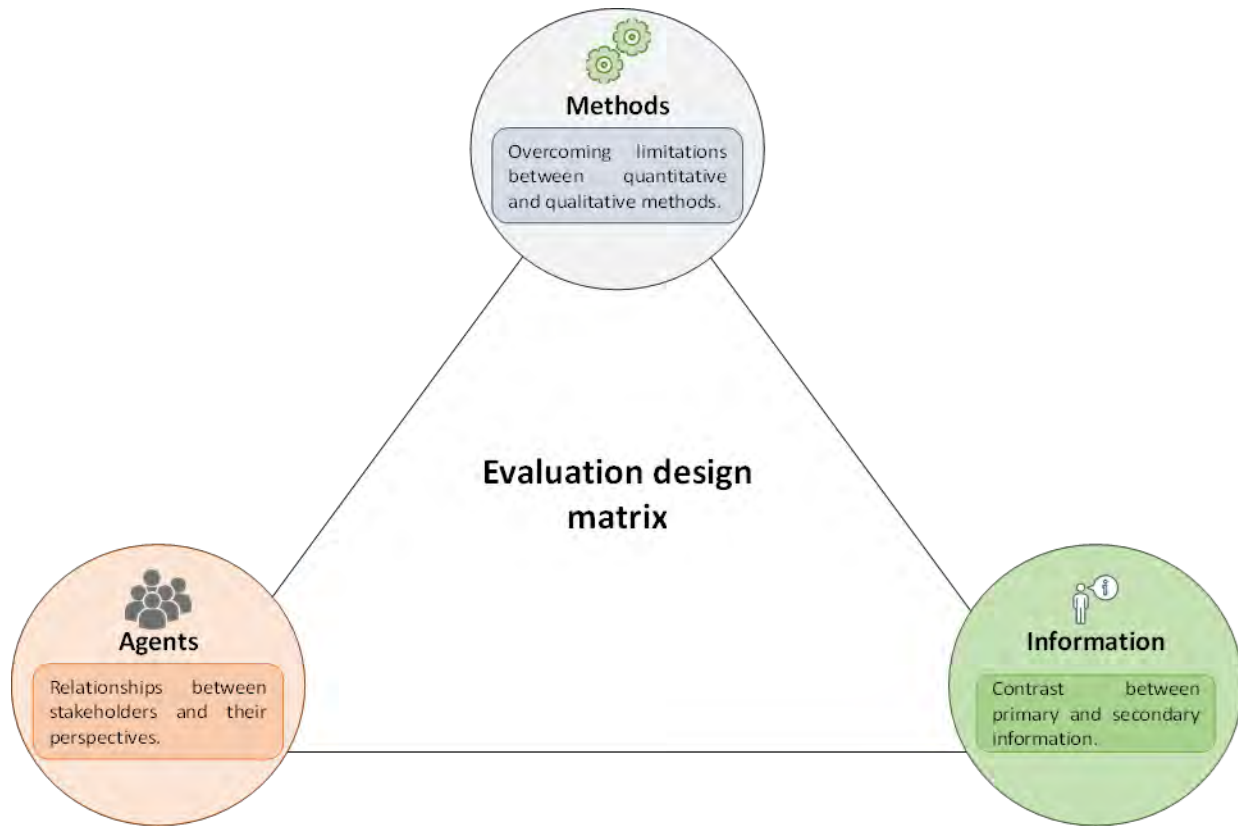 Methods
Overcoming limitations
between quantitative
and qualitative methods.
Evaluation design
matrix
Agents
Relationships between
stakeholders and their
perspectives.
i
Information
Contrast between
primary and secondary
information.